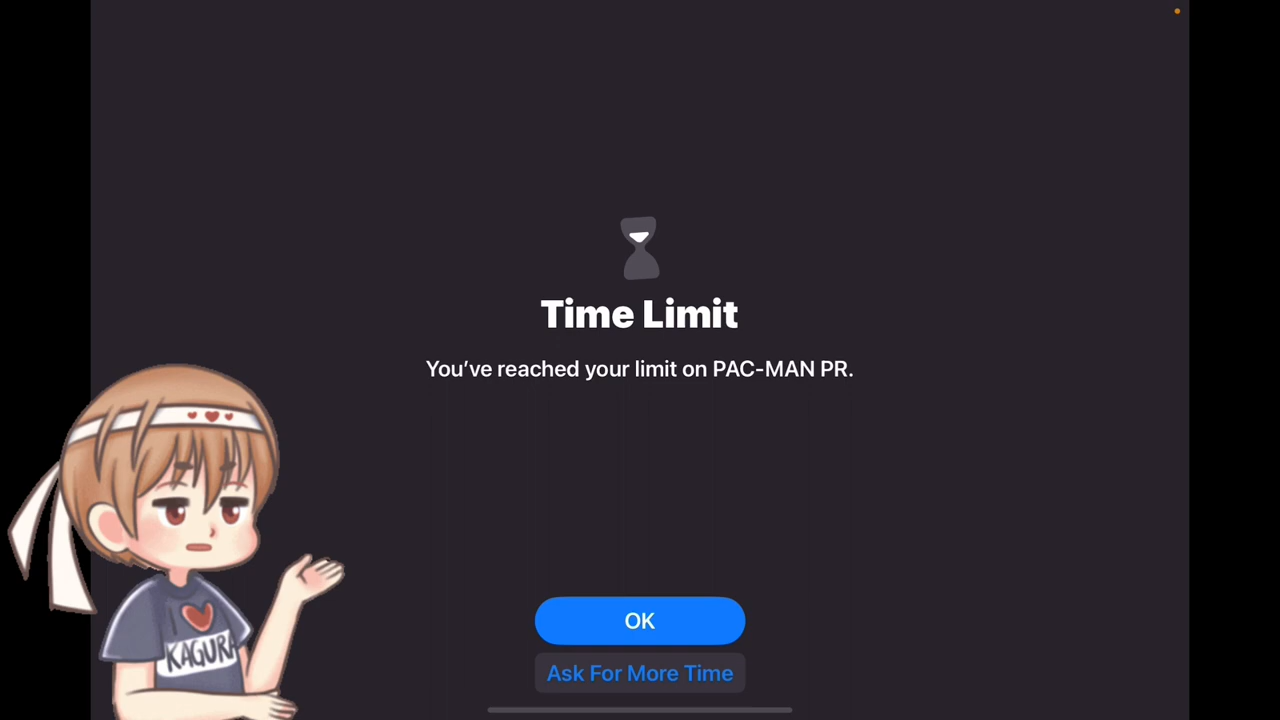 Time Limit
You've reached your limit on PAC-MAN PR.
I
KAGURA
OK
Ask For More Time